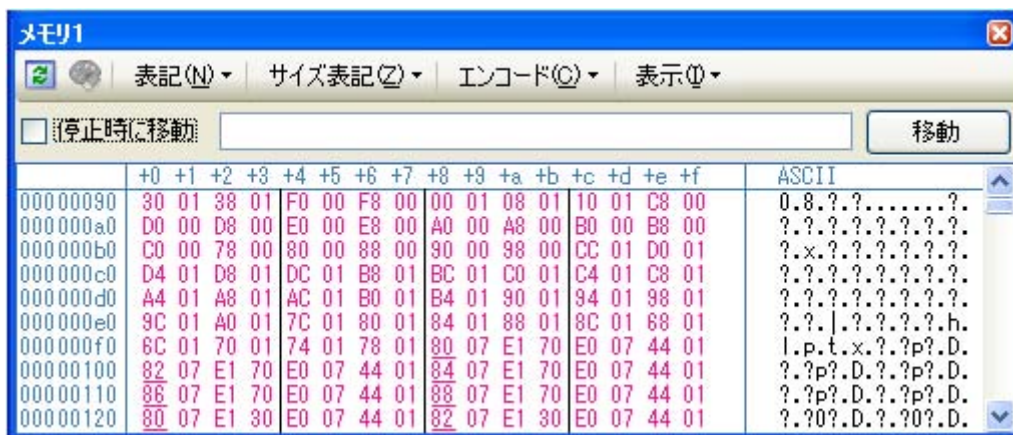 メモリ1
表記(N) サイズ表記(Z) エンコード(C) 表示(I)
停止時に移動 移動
+0 +1 +2 +3 +4 +5 +6 +7 +8 +9 +a +b +c +d +e +f ASCII
00000090 30 01 38 01 F0 00 F8 00 00 01 08 01 10 01 C8 00 0.8.?.?.......?.
000000a0 D0 00 D8 00 E0 00 E8 00 A0 00 A8 00 B0 00 B8 00 ?.?.?.?.?.?.?.?.
000000b0 C0 00 78 00 80 00 88 00 90 00 98 00 CC 01 D0 01 ?.x.?.?.?.?.?.?.
000000c0 D4 01 D8 01 DC 01 B8 01 BC 01 C0 01 C4 01 C8 01 ?.?.?.?.?.?.?.?.
000000d0 A4 01 A8 01 AC 01 B0 01 B4 01 90 01 94 01 98 01 ?.?.?.?.?.?.?.?.
000000e0 9C 01 A0 01 7C 01 80 01 84 01 88 01 8C 01 68 01 ?.?.|.?.?.?.?.h.
000000f0 6C 01 70 01 74 01 78 01 80 07 E1 70 E0 07 44 01 l.p.t.x.?.?p?.D.
00000100 82 07 E1 70 E0 07 44 01 84 07 E1 70 E0 07 44 01 ?.?p?.D.?.?p?.D.
00000110 86 07 E1 70 E0 07 44 01 88 07 E1 70 E0 07 44 01 ?.?p?.D.?.?p?.D.
00000120 80 07 E1 30 E0 07 44 01 82 07 E1 30 E0 07 44 01 ?.?0?.D.?.?0?.D.